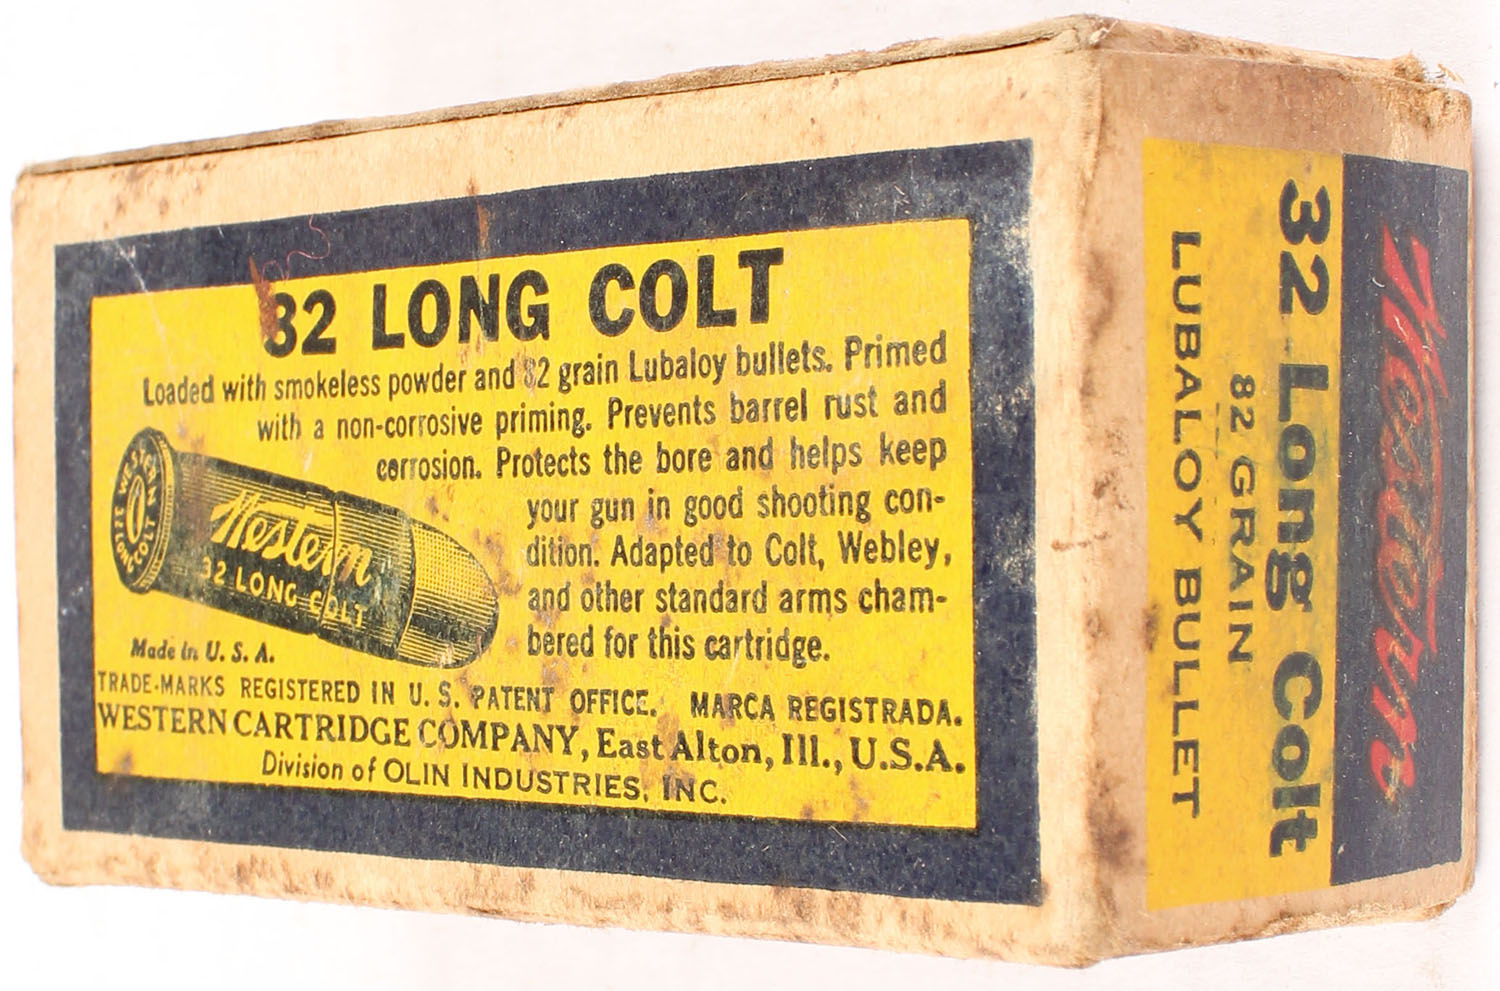 32 LONG COLT
Loaded with smokeless powder and 82 grain Lubaloy bullets. Primed
with a non-corrosive priming. Prevents barrel rust and
corrosion. Protects the bore and helps keep
your gun in good shooting con-
dition. Adapted to Colt, Webley,
and other standard arms cham-
bered for this cartridge.
WESTERN
32 LONG COLT
Western
32 LONG COLT
Made in U. S. A.
TRADE-MARKS REGISTERED IN U. S. PATENT OFFICE. MARCA REGISTRADA.
WESTERN CARTRIDGE COMPANY, East Alton, Ill., U.S.A.
Division of OLIN INDUSTRIES, INC.
Western
32 Long Colt
82 GRAIN
LUBALOY BULLET